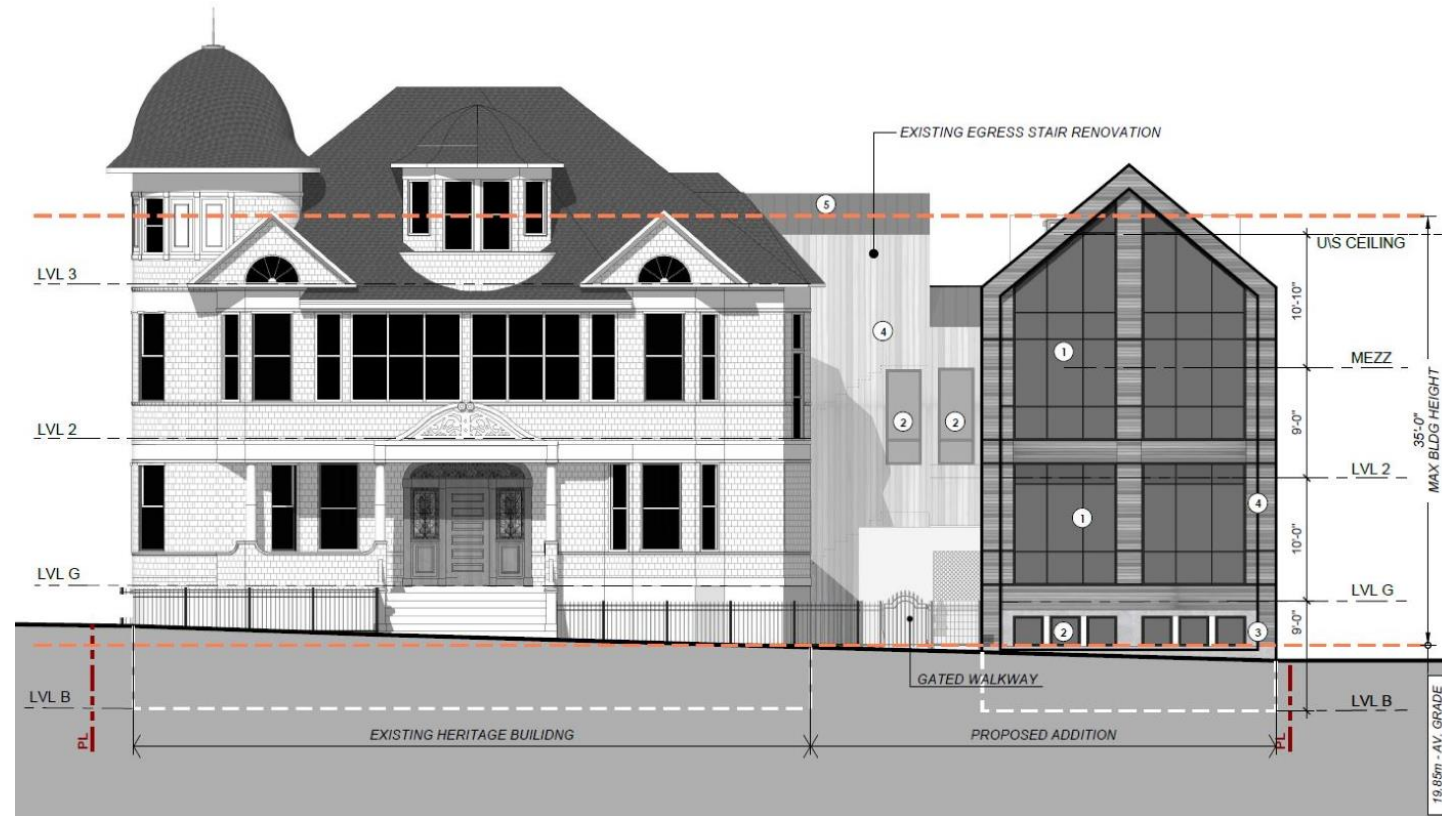 EXISTING EGRESS STAIR RENOVATION
5
U\S CEILING
LVL 3
10'-10"
4
1
MEZZ
35'-0"
MAX BLDG HEIGHT
2
2
9'-0"
LVL 2
LVL 2
4
1
10'-0"
LVL G
LVL G
9'-0"
2
3
GATED WALKWAY
LVL B
LVL B
PL
EXISTING HERITAGE BUILIDNG
PROPOSED ADDITION
PL
19.85m - AV. GRADE